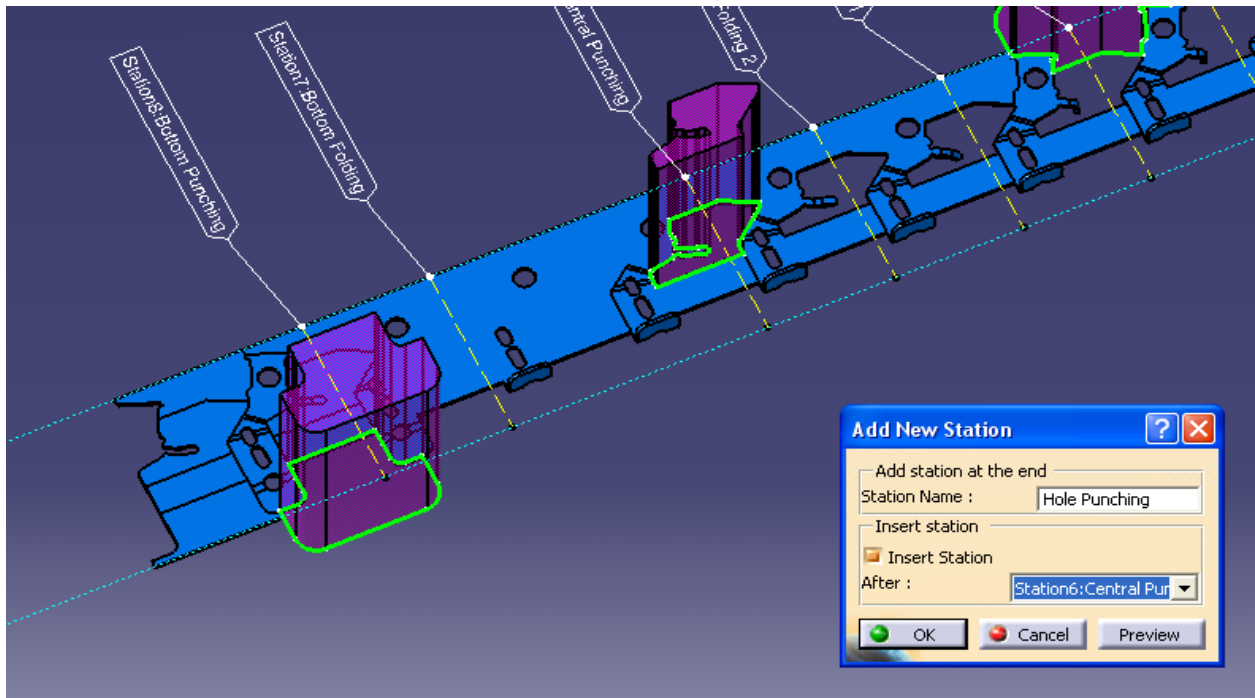 Station8:Bottom Punching
Station7:Bottom Folding
entral Punching
Folding 2
Add New Station
Add station at the end
Station Name :
Hole Punching
Insert station
Insert Station
After :
Station6:Central Pur
OK
Cancel
Preview